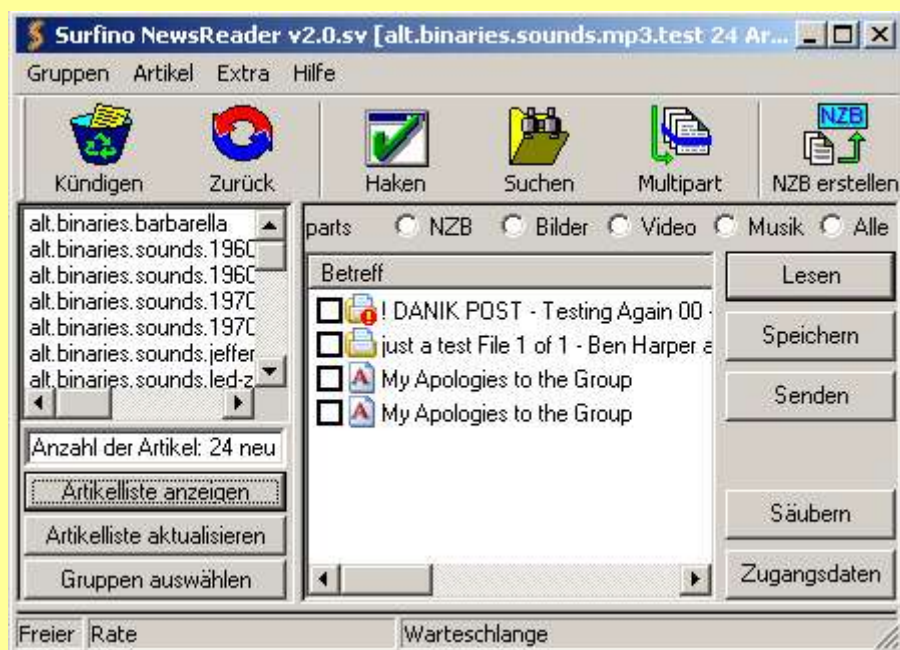 Surfino NewsReader v2.0.sv [alt.binaries.sounds.mp3.test 24 Ar...
Gruppen Artikel Extra Hilfe
Kündigen Zurück Haken Suchen Multipart NZB erstellen
NZB
alt.binaries.barbarella
alt.binaries.sounds.1960
alt.binaries.sounds.1960
alt.binaries.sounds.1970
alt.binaries.sounds.1970
alt.binaries.sounds.jeffer
alt.binaries.sounds.led-z
Anzahl der Artikel: 24 neu
Artikelliste anzeigen
Artikelliste aktualisieren
Gruppen auswählen
parts NZB Bilder Video Musik Alle
Betreff
! DANIK POST - Testing Again 00 -
just a test File 1 of 1 - Ben Harper a
My Apologies to the Group
My Apologies to the Group
Lesen
Speichern
Senden
Säubern
Zugangsdaten
Freier Rate Warteschlange